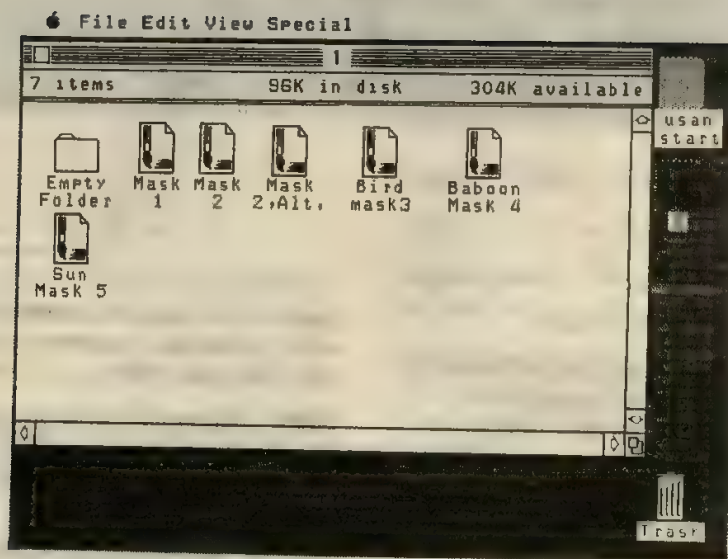 File Edit View Special
1
7 items 96K in disk 304K available
usan
start
Empty Folder
Mask 1
Mask 2
Mask 2,Alt,
Bird mask3
Baboon Mask 4
Sun Mask 5
Trash